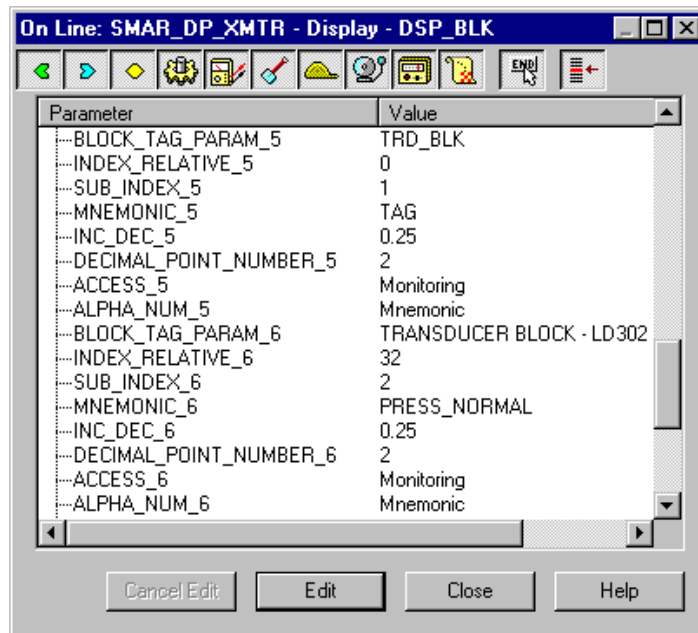 On Line: SMAR_DP_XMTR - Display - DSP_BLK
END
Parameter Value
BLOCK_TAG_PARAM_5 TRD_BLK
INDEX_RELATIVE_5 0
SUB_INDEX_5 1
MNEMONIC_5 TAG
INC_DEC_5 0.25
DECIMAL_POINT_NUMBER_5 2
ACCESS_5 Monitoring
ALPHA_NUM_5 Mnemonic
BLOCK_TAG_PARAM_6 TRANSDUCER BLOCK - LD302
INDEX_RELATIVE_6 32
SUB_INDEX_6 2
MNEMONIC_6 PRESS_NORMAL
INC_DEC_6 0.25
DECIMAL_POINT_NUMBER_6 2
ACCESS_6 Monitoring
ALPHA_NUM_6 Mnemonic
Cancel Edit Edit Close Help